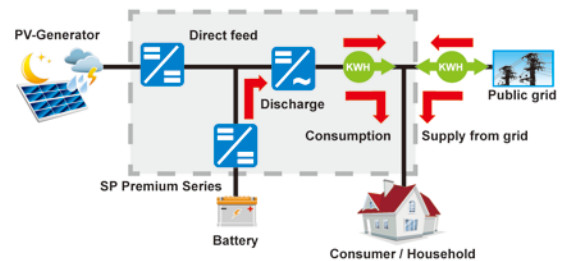 PV-Generator
Direct feed
KWH
KWH
Public grid
Discharge
Consumption
Supply from grid
SP Premium Series
Battery
Consumer / Household